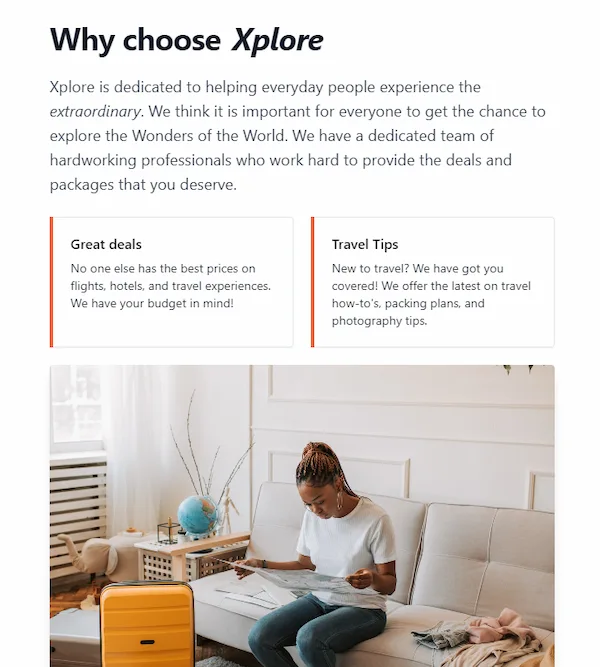 Why choose Xplore
Xplore is dedicated to helping everyday people experience the
extraordinary. We think it is important for everyone to get the chance to
explore the Wonders of the World. We have a dedicated team of
hardworking professionals who work hard to provide the deals and
packages that you deserve.
Great deals
No one else has the best prices on
flights, hotels, and travel experiences.
We have your budget in mind!
Travel Tips
New to travel? We have got you
covered! We offer the latest on travel
how-to's, packing plans, and
photography tips.